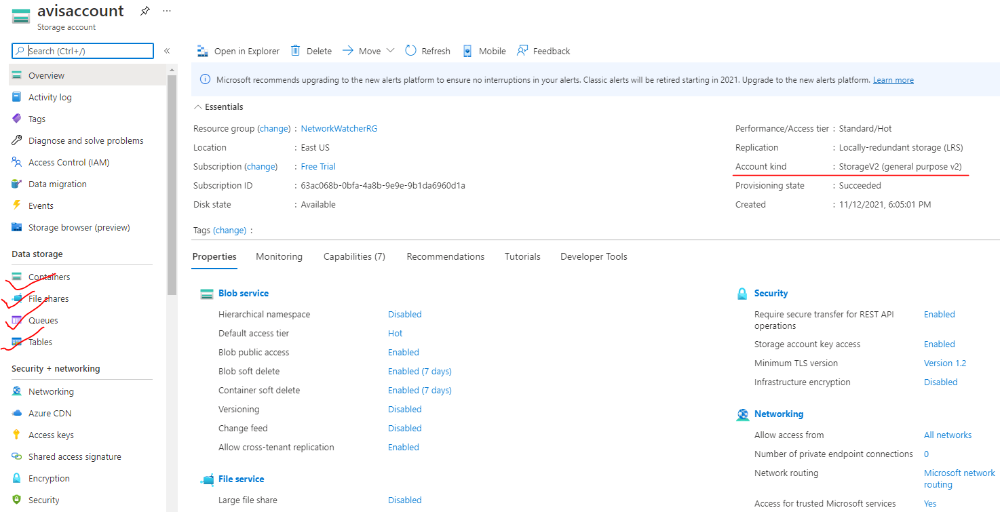 avisaccount
Storage account
Search (Ctrl+/)
Overview
Activity log
Tags
Diagnose and solve problems
Access Control (IAM)
Data migration
Events
Storage browser (preview)
Data storage
Containers
File shares
Queues
Tables
Security + networking
Networking
Azure CDN
Access keys
Shared access signature
Encryption
Security
Open in Explorer Delete Move Refresh Mobile Feedback
Microsoft recommends upgrading to the new alerts platform to ensure no interruptions in your alerts. Classic alerts will be retired starting in 2021. Upgrade to the new alerts platform. Learn more
Essentials
Resource group (change) : NetworkWatcherRG
Location : East US
Subscription (change) : Free Trial
Subscription ID : 63ac068b-0bfa-4a8b-9e9e-9b1da6960d1a
Disk state : Available
Performance/Access tier : Standard/Hot
Replication : Locally-redundant storage (LRS)
Account kind : StorageV2 (general purpose v2)
Provisioning state : Succeeded
Created : 11/12/2021, 6:05:01 PM
Tags (change) :
Properties Monitoring Capabilities (7) Recommendations Tutorials Developer Tools
Blob service
Hierarchical namespace Disabled
Default access tier Hot
Blob public access Enabled
Blob soft delete Enabled (7 days)
Container soft delete Enabled (7 days)
Versioning Disabled
Change feed Disabled
Allow cross-tenant replication Enabled
File service
Large file share Disabled
Security
Require secure transfer for REST API Enabled
operations
Storage account key access Enabled
Minimum TLS version Version 1.2
Infrastructure encryption Disabled
Networking
Allow access from All networks
Number of private endpoint connections 0
Network routing Microsoft network
routing
Access for trusted Microsoft services Yes